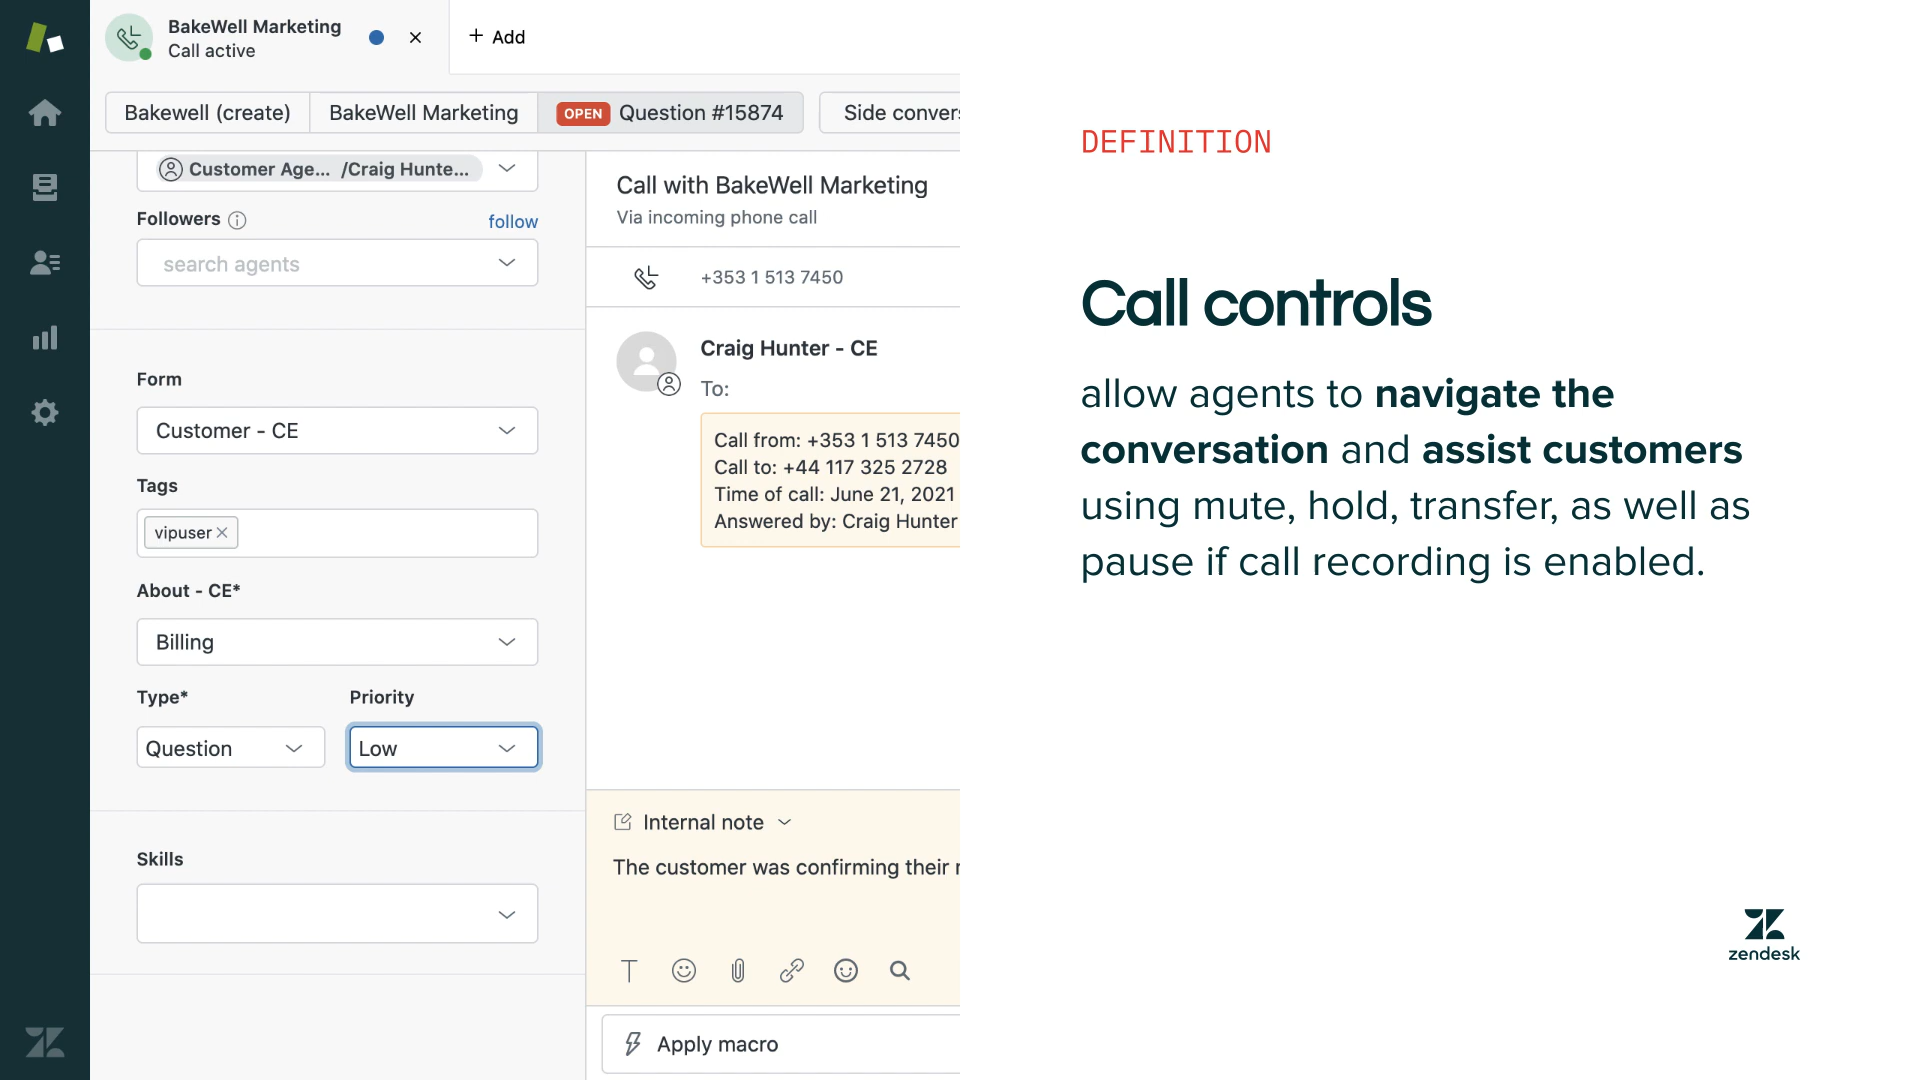 BakeWell Marketing
Call active
+ Add
Bakewell (create)
BakeWell Marketing
OPEN Question #15874
Side convers
Customer Age... /Craig Hunte...
Followers
follow
search agents
Form
Customer - CE
Tags
vipuser
About - CE*
Billing
Type*
Priority
Question
Low
Skills
Call with BakeWell Marketing
Via incoming phone call
+353 1 513 7450
Craig Hunter - CE
To:
Call from: +353 1 513 7450
Call to: +44 117 325 2728
Time of call: June 21, 2021
Answered by: Craig Hunter
Internal note
The customer was confirming their r
Apply macro
DEFINITION
Call controls
allow agents to navigate the
conversation and assist customers
using mute, hold, transfer, as well as
pause if call recording is enabled.
zendesk